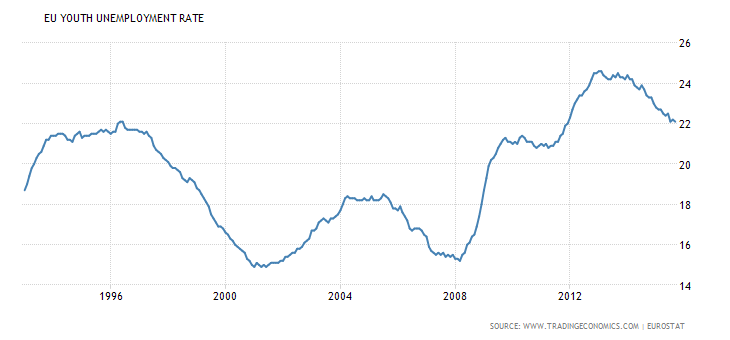 EU YOUTH UNEMPLOYMENT RATE
26
24
22
20
18
16
14
1996 2000 2004 2008 2012
SOURCE: WWW.TRADINGECONOMICS.COM | EUROSTAT